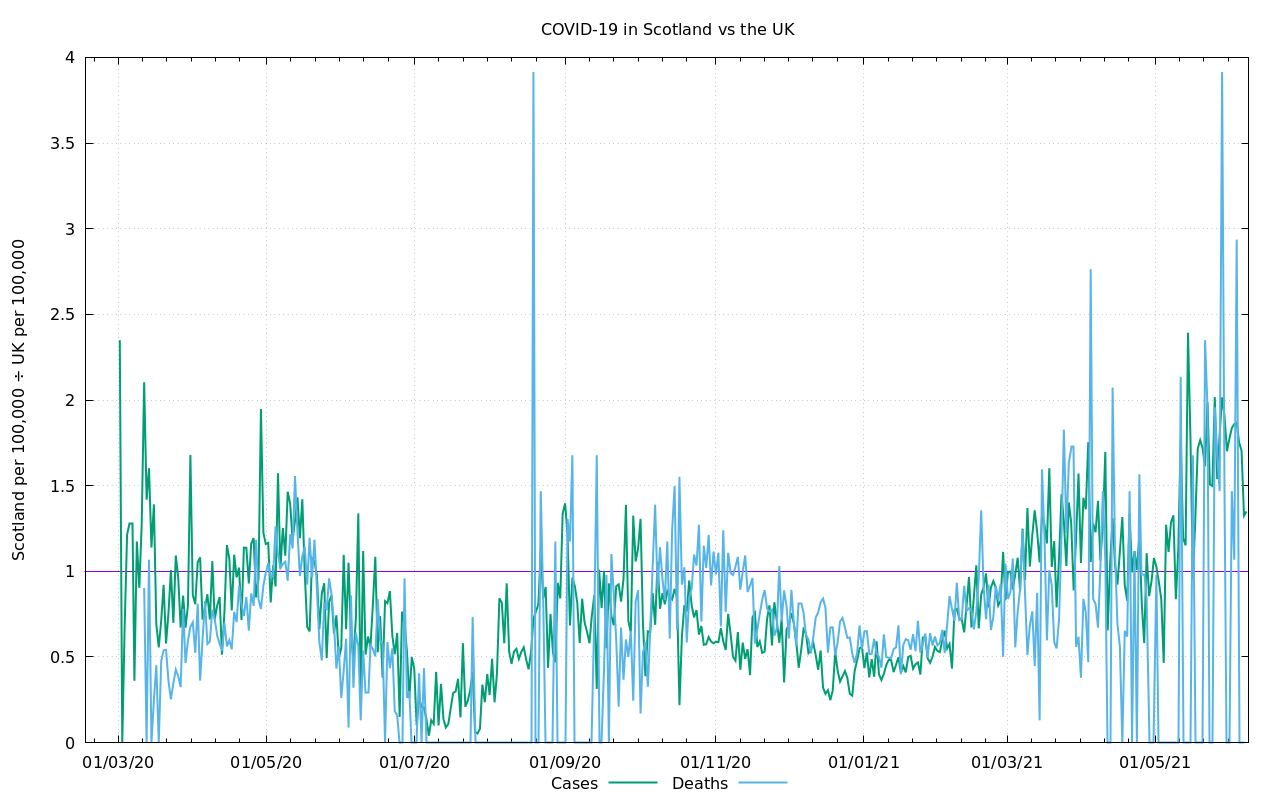 COVID-19 in Scotland vs the UK
Scotland per 100,000 ÷ UK per 100,000
4
3.5
3
2.5
2
1.5
1
0.5
0
01/03/20 01/05/20 01/07/20 01/09/20 01/11/20 01/01/21 01/03/21 01/05/21
Cases Deaths